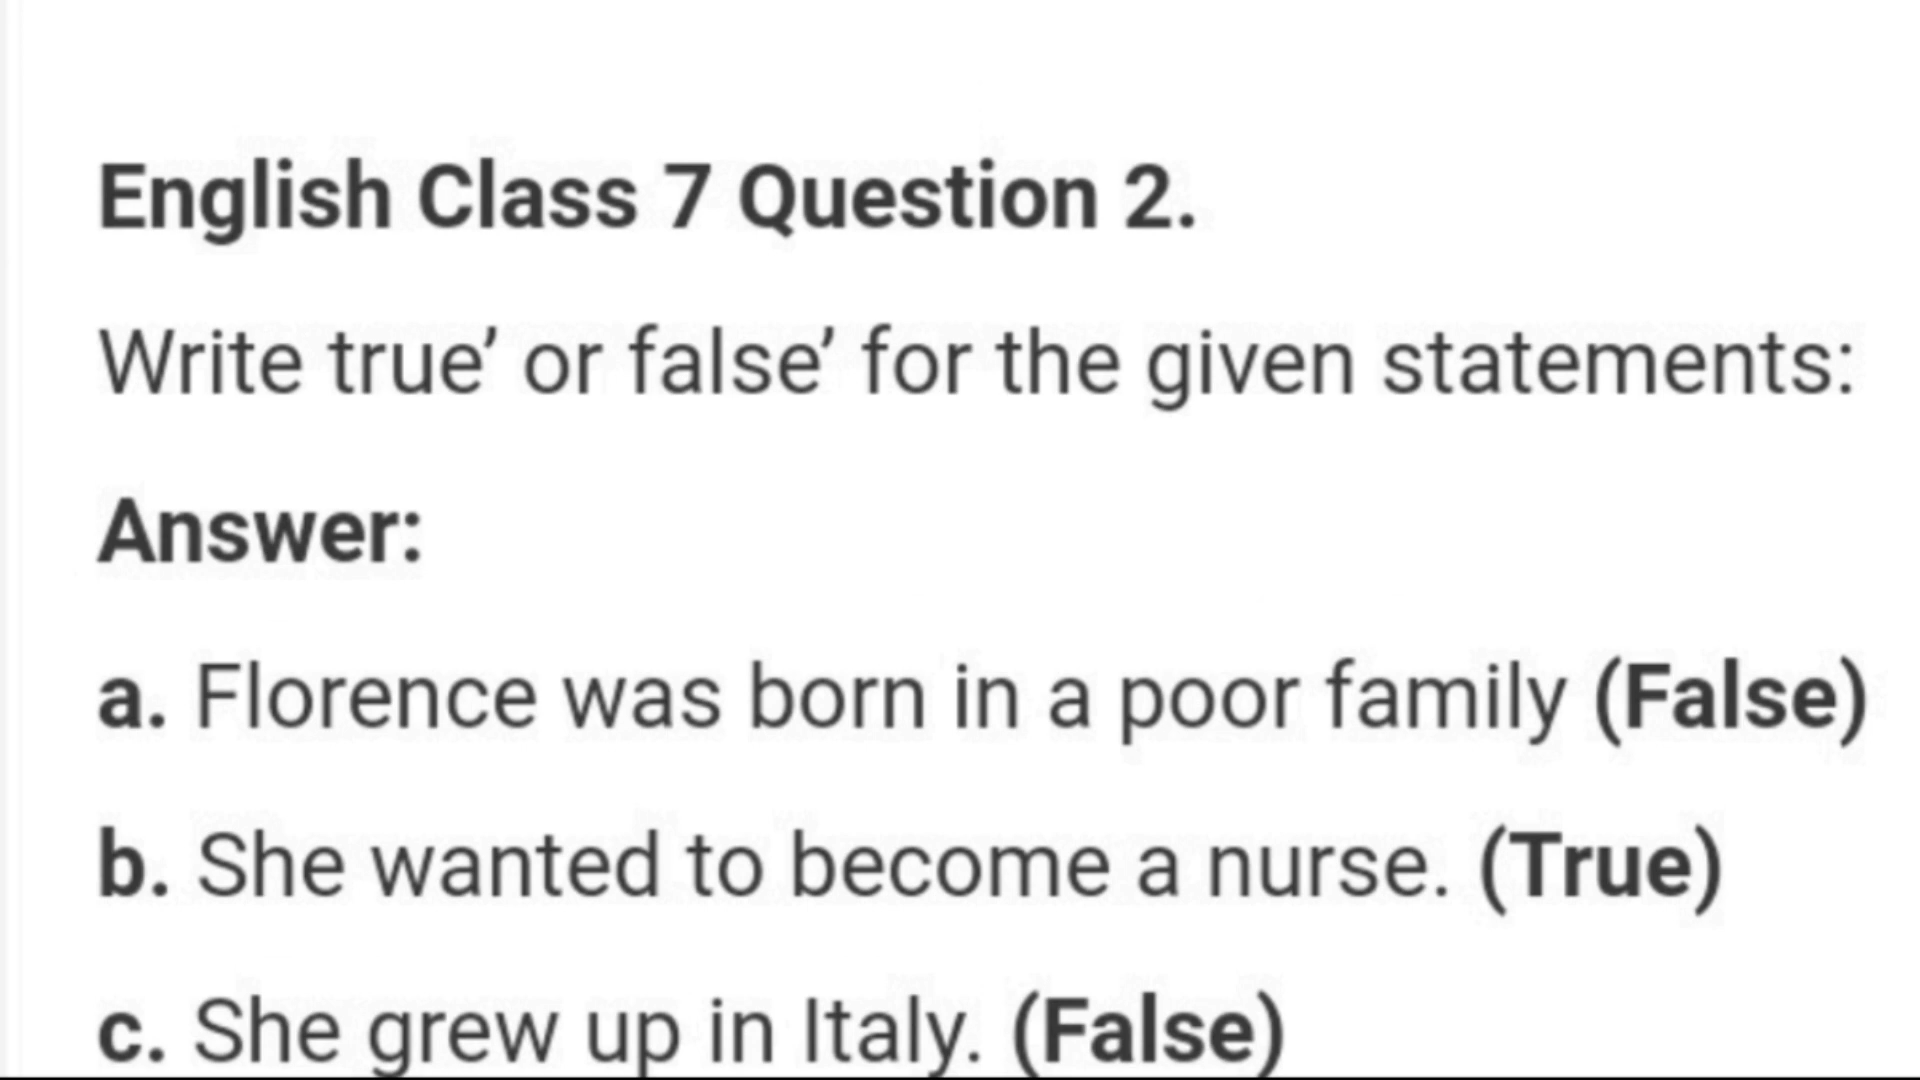 English Class 7 Question 2.
Write true’ or false’ for the given statements:
Answer:
a. Florence was born in a poor family (False)
b. She wanted to become a nurse. (True)
c. She grew up in Italy. (False)